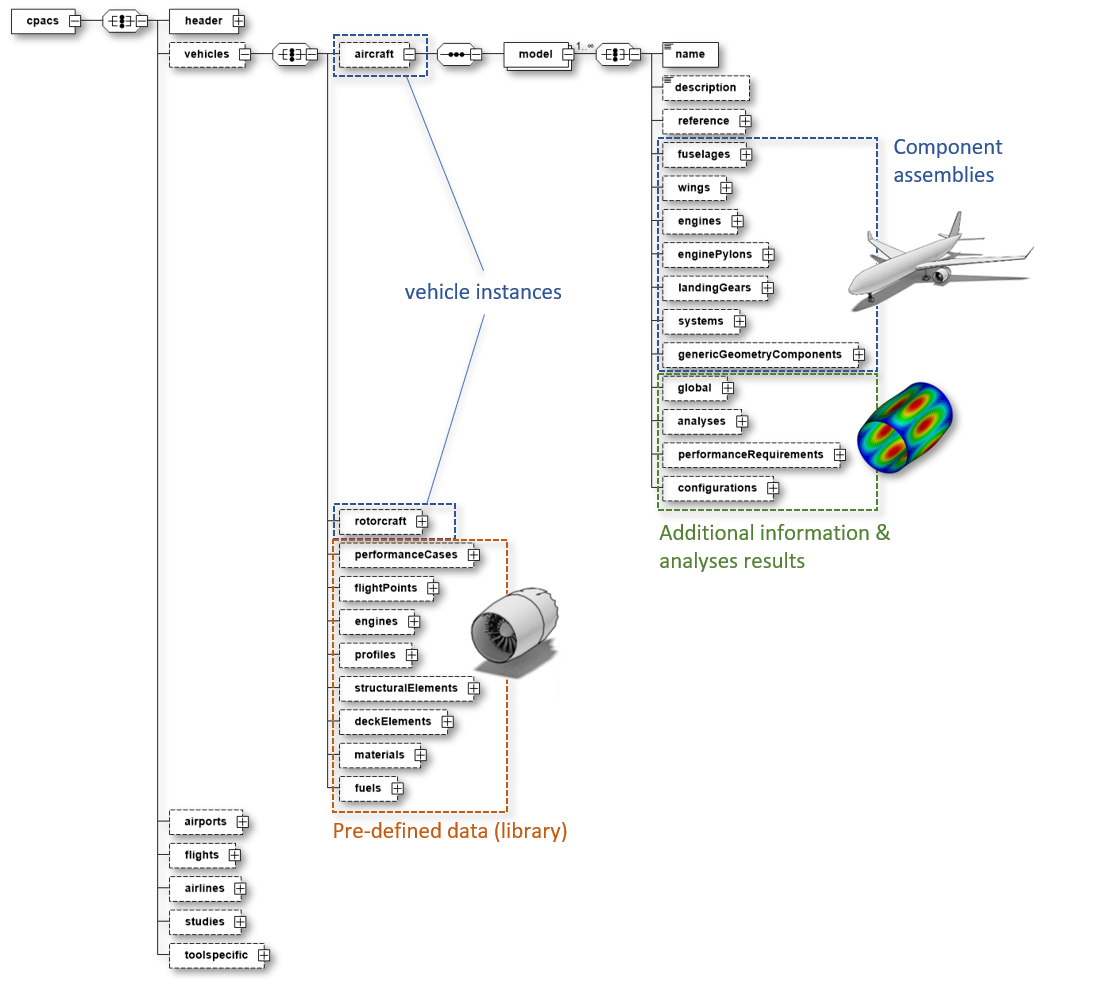 cpacs
header
vehicles
aircraft
model
1..∞
name
description
reference
fuselages
wings
engines
enginePylons
landingGears
systems
genericGeometryComponents
Component
assemblies
global
analyses
performanceRequirements
configurations
Additional information &
analyses results
vehicle instances
rotorcraft
performanceCases
flightPoints
engines
profiles
structuralElements
deckElements
materials
fuels
Pre-defined data (library)
airports
flights
airlines
studies
toolspecific